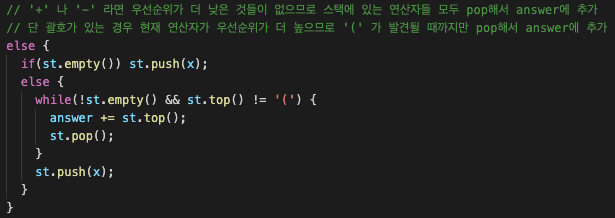 // '+' 나 '-' 라면 우선순위가 더 낮은 것들이 없으므로 스택에 있는 연산자들 모두 pop해서 answer에 추가
// 단 괄호가 있는 경우 현재 연산자가 우선순위가 더 높으므로 '(' 가 발견될 때까지만 pop해서 answer에 추가
else {
  if(st.empty()) st.push(x);
  else {
    while(!st.empty() && st.top() != '(') {
      answer += st.top();
      st.pop();
    }
    st.push(x);
  }
}